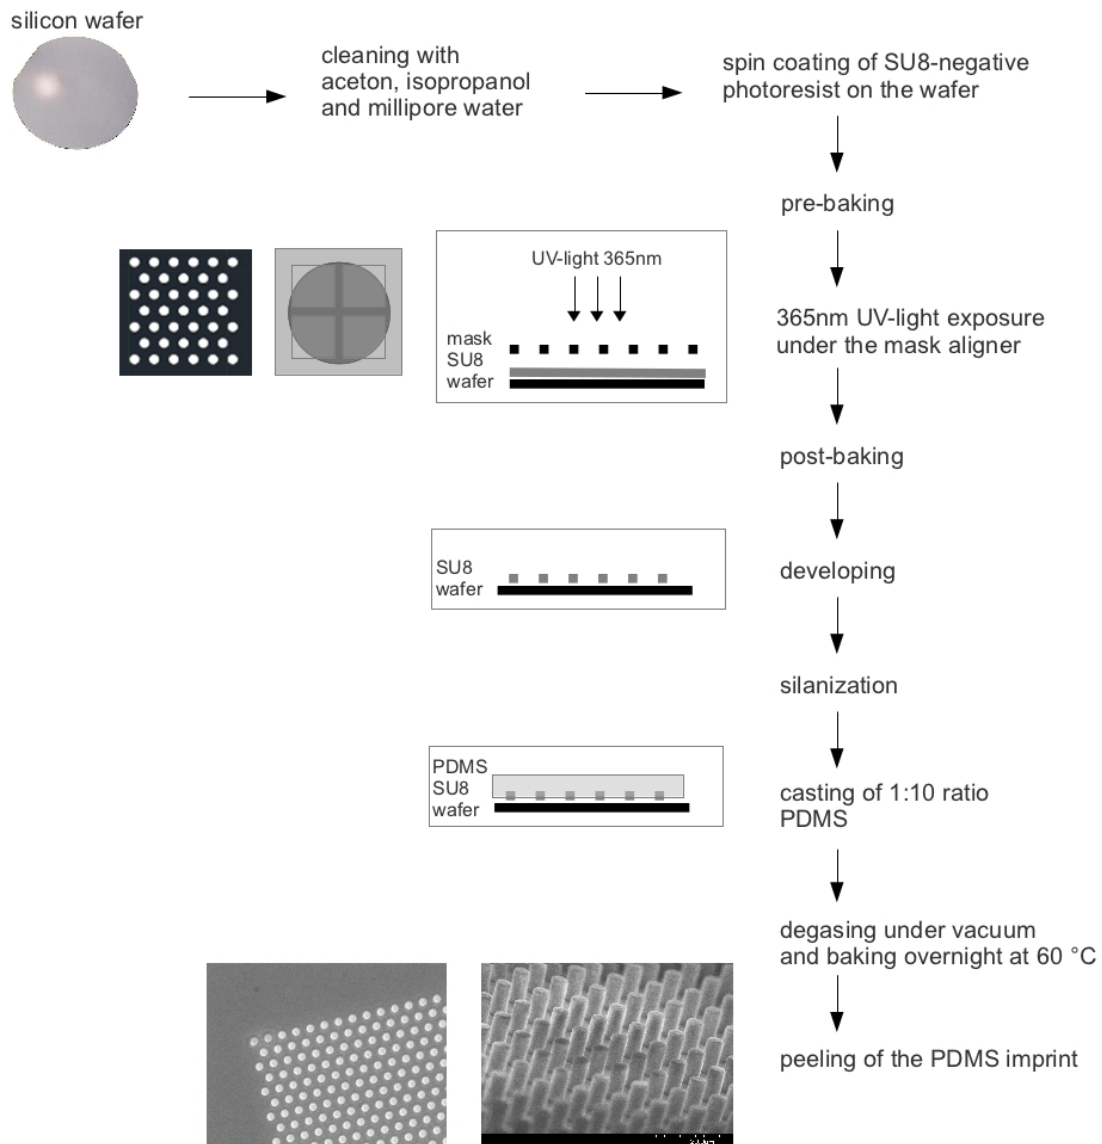 silicon wafer
cleaning with
aceton, isopropanol
and millipore water
spin coating of SU8-negative
photoresist on the wafer
pre-baking
UV-light 365nm
mask
SU8
wafer
365nm UV-light exposure
under the mask aligner
post-baking
SU8
wafer
developing
silanization
PDMS
SU8
wafer
casting of 1:10 ratio
PDMS
degasing under vacuum
and baking overnight at 60 °C
peeling of the PDMS imprint